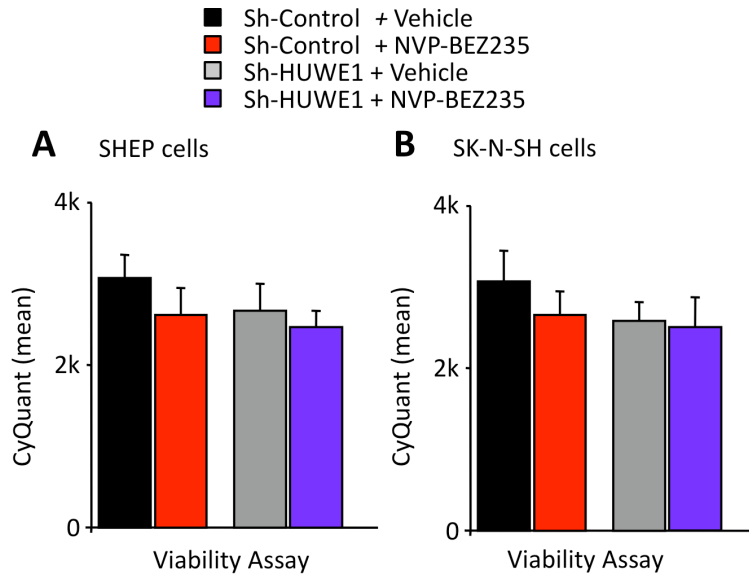 Sh-Control + Vehicle
Sh-Control + NVP-BEZ235
Sh-HUWE1 + Vehicle
Sh-HUWE1 + NVP-BEZ235
A SHEP cells
4k
2k
0
CyQuant (mean)
Viability Assay
B SK-N-SH cells
4k
2k
0
CyQuant (mean)
Viability Assay